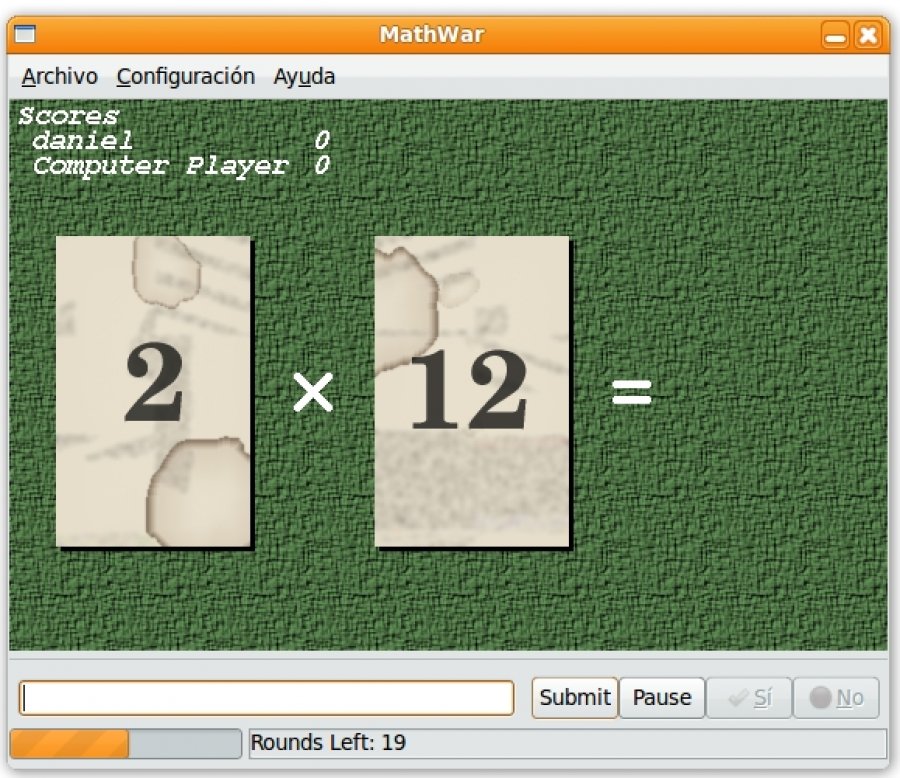 MathWar
Archivo Configuración Ayuda
Scores
daniel 0
Computer Player 0
2 × 12 =
Submit Pause Sí No
Rounds Left: 19